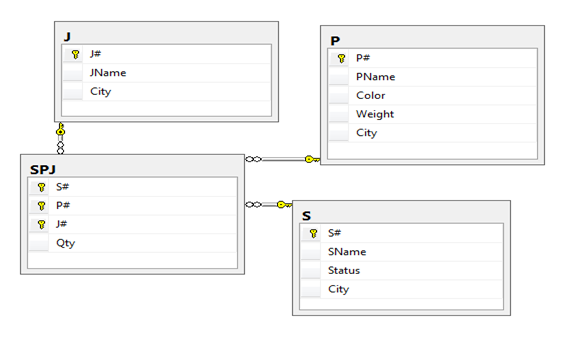 J
J#
JName
City
P
P#
PName
Color
Weight
City
SPJ
S#
P#
J#
Qty
S
S#
SName
Status
City